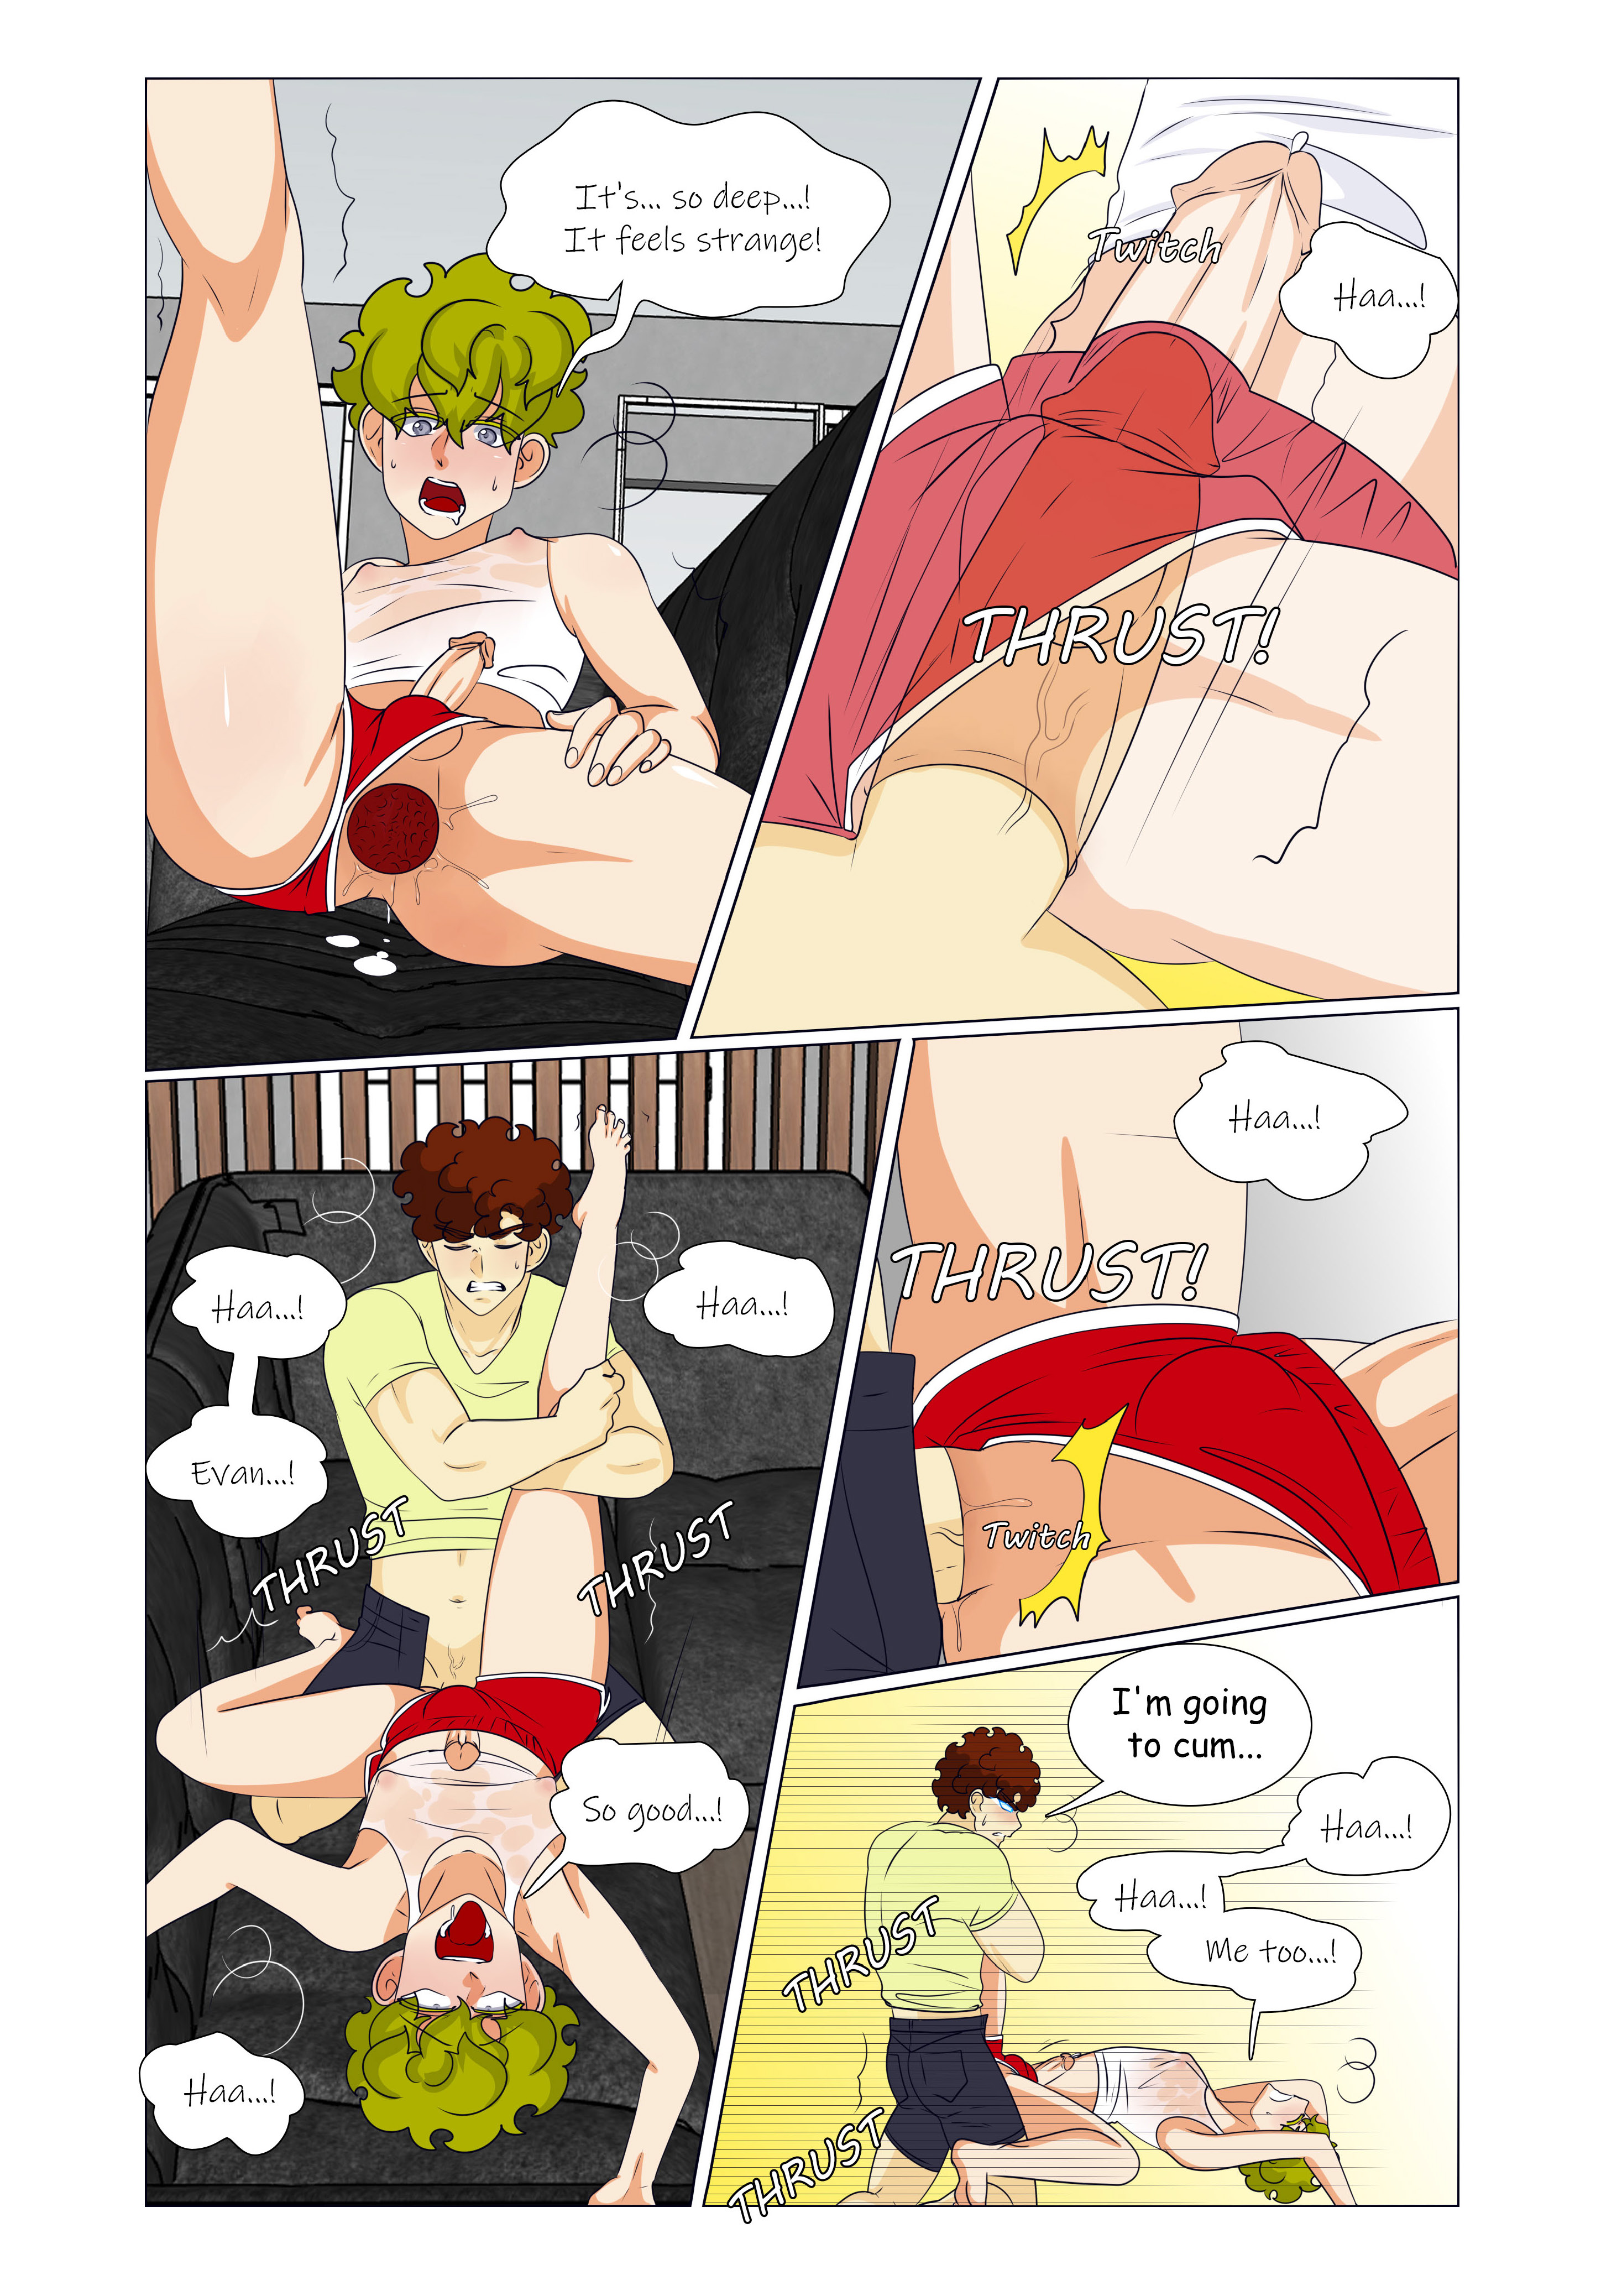 It's... so deep...!
It feels strange!
Twitch
Haa...!
THRUST!
Haa...!
Haa...!
Evan...!
THRUST
THRUST
So good...!
Haa...!
Haa...!
THRUST!
Twitch
I'm going
to cum...
Haa...!
Haa...!
Me too...!
THRUST
THRUST